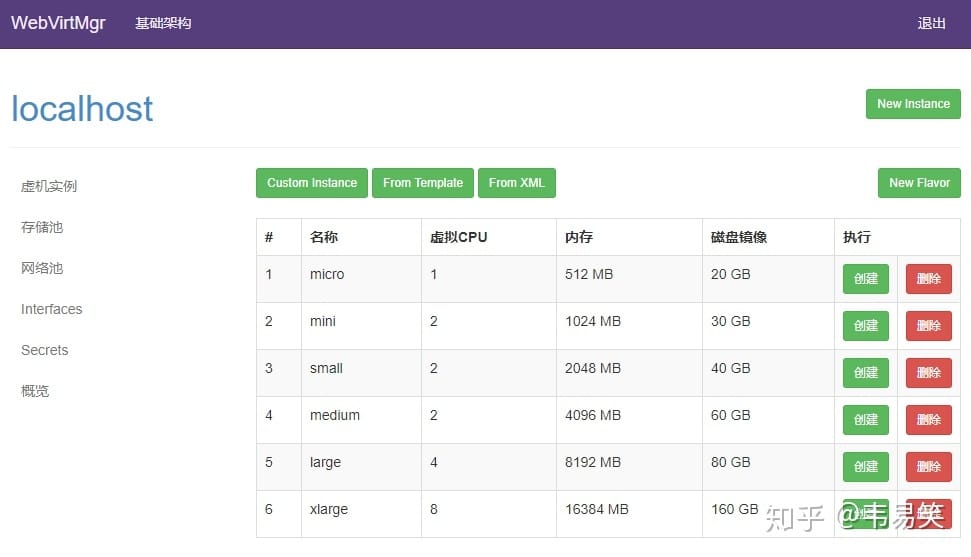 WebVirtMgr 基础架构 退出
localhost New Instance
虚机实例
存储池
网络池
Interfaces
Secrets
概览
Custom Instance From Template From XML New Flavor
# 名称 虚拟CPU 内存 磁盘镜像 执行
1 micro 1 512 MB 20 GB 创建 删除
2 mini 2 1024 MB 30 GB 创建 删除
3 small 2 2048 MB 40 GB 创建 删除
4 medium 2 4096 MB 60 GB 创建 删除
5 large 4 8192 MB 80 GB 创建 删除
6 xlarge 8 16384 MB 160 GB
知乎 @韦易笑